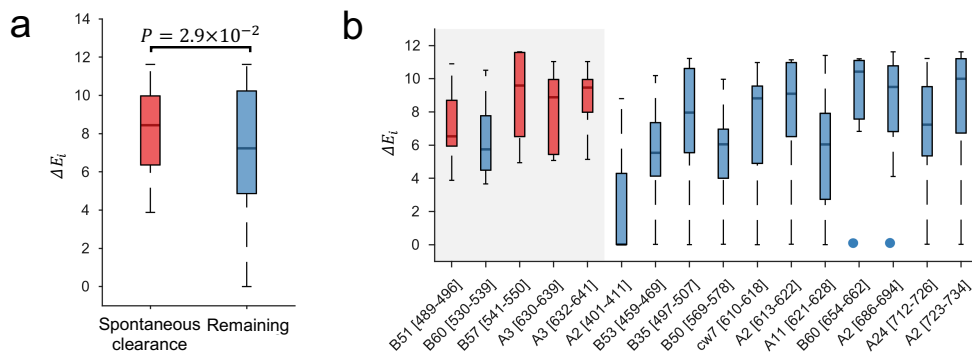 a
P = 2.9×10⁻²
ΔEᵢ
14
12
10
8
6
4
2
0
Spontaneous
clearance
Remaining
b
ΔEᵢ
12
10
8
6
4
2
0
B51 [489-496]
B60 [530-539]
B57 [541-550]
A3 [630-639]
A3 [632-641]
A2 [401-411]
B53 [459-469]
B35 [497-507]
B50 [569-578]
cw7 [610-618]
A2 [613-622]
A11 [621-628]
B60 [654-662]
A2 [686-694]
A24 [712-726]
A2 [723-734]